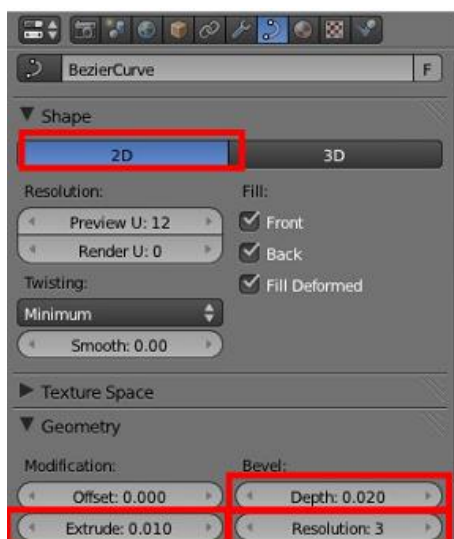 BezierCurve F
Shape
2D 3D
Resolution: Fill:
Preview U: 12 Front
Render U: 0 Back
Twisting: Fill Deformed
Minimum
Smooth: 0.00
Texture Space
Geometry
Modification: Bevel:
Offset: 0.000 Depth: 0.020
Extrude: 0.010 Resolution: 3